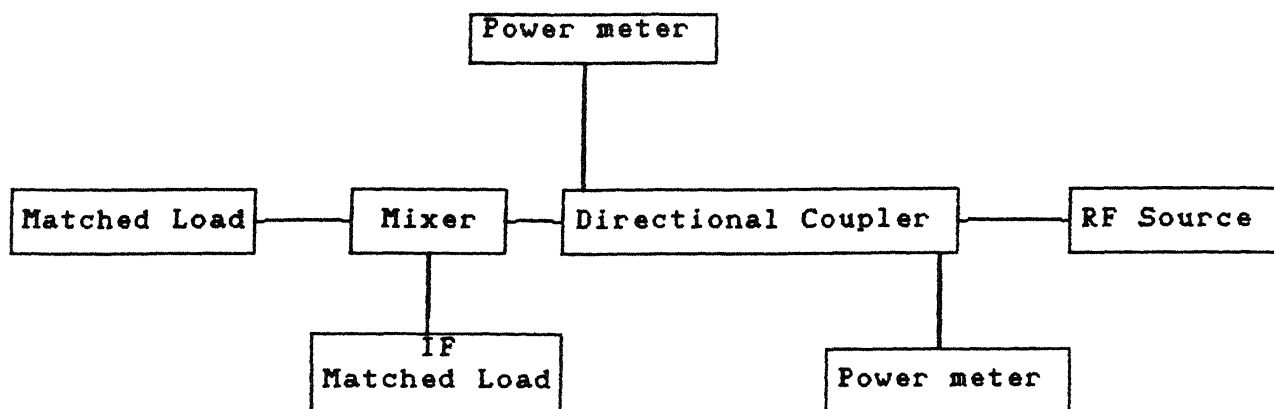 Power meter
Matched Load
Mixer
Directional Coupler
RF Source
IF
Matched Load
Power meter